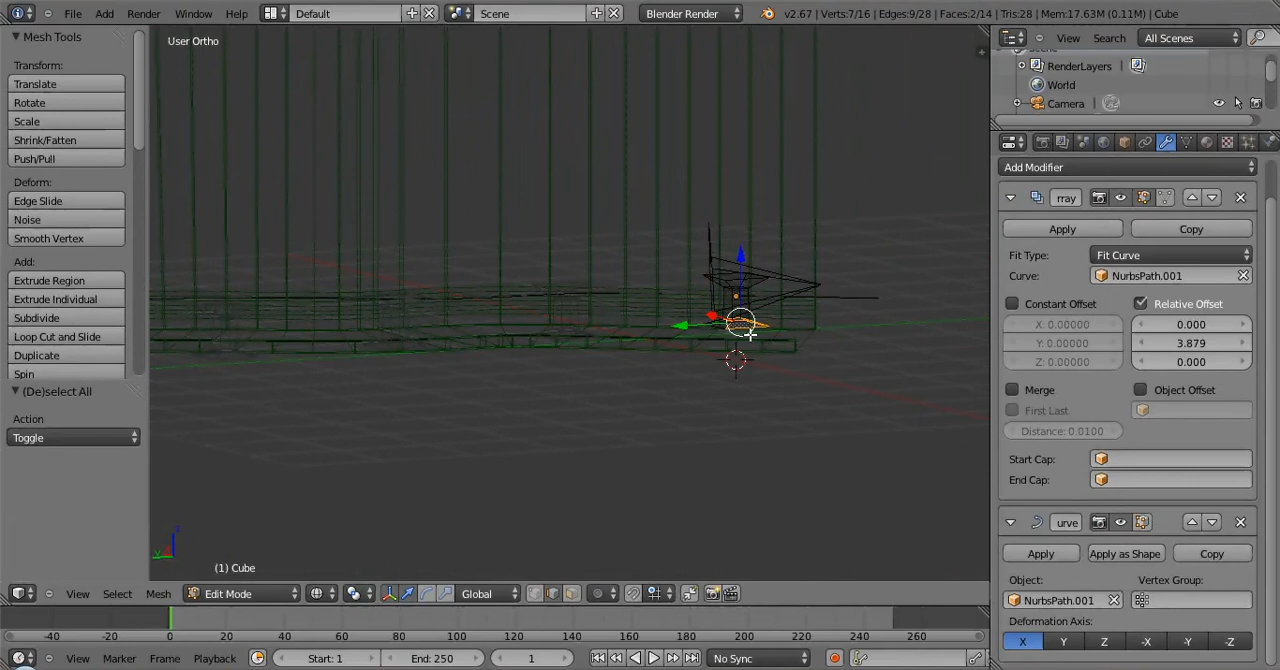 File Add Render Window Help Default Scene Blender Render v2.67 | Verts:7/16 | Edges:9/28 | Faces:2/14 | Tris:28 | Mem:17.63M (0.11M) | Cube
Mesh Tools
Transform:
Translate
Rotate
Scale
Shrink/Fatten
Push/Pull
Deform:
Edge Slide
Noise
Smooth Vertex
Add:
Extrude Region
Extrude Individual
Subdivide
Loop Cut and Slide
Duplicate
Spin
(De)select All
Action
Toggle
User Ortho
(1) Cube
View Select Mesh Edit Mode Global
View Search All Scenes
RenderLayers
World
Camera
Add Modifier
rray
Apply Copy
Fit Type: Fit Curve
Curve: NurbsPath.001
Constant Offset Relative Offset
X: 0.00000 0.000
Y: 0.00000 3.879
Z: 0.00000 0.000
Merge Object Offset
First Last
Distance: 0.0100
Start Cap:
End Cap:
urve
Apply Apply as Shape Copy
Object: Vertex Group:
NurbsPath.001
Deformation Axis:
X Y Z -X -Y -Z
-40 -20 0 20 40 60 80 100 120 140 160 180 200 220 240 260
View Marker Frame Playback Start: 1 End: 250 1 No Sync